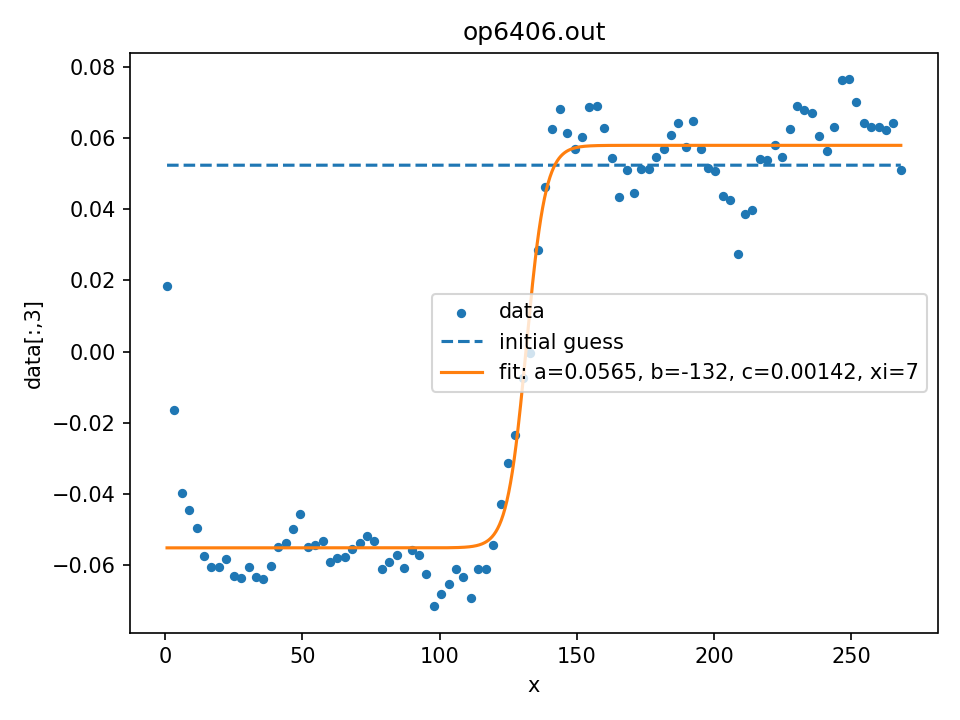 op6406.out
0.08
0.06
0.04
0.02
0.00
−0.02
−0.04
−0.06
data[:,3]
data
initial guess
fit: a=0.0565, b=-132, c=0.00142, xi=7
0 50 100 150 200 250
x